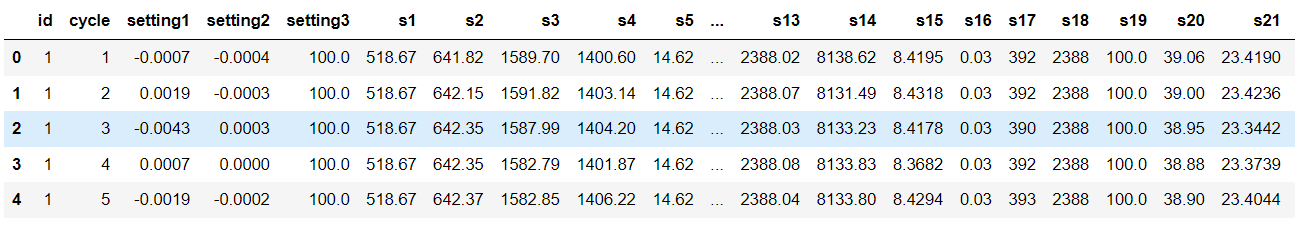 id cycle setting1 setting2 setting3 s1 s2 s3 s4 s5 ... s13 s14 s15 s16 s17 s18 s19 s20 s21
0 1 1 -0.0007 -0.0004 100.0 518.67 641.82 1589.70 1400.60 14.62 ... 2388.02 8138.62 8.4195 0.03 392 2388 100.0 39.06 23.4190
1 1 2 0.0019 -0.0003 100.0 518.67 642.15 1591.82 1403.14 14.62 ... 2388.07 8131.49 8.4318 0.03 392 2388 100.0 39.00 23.4236
2 1 3 -0.0043 0.0003 100.0 518.67 642.35 1587.99 1404.20 14.62 ... 2388.03 8133.23 8.4178 0.03 390 2388 100.0 38.95 23.3442
3 1 4 0.0007 0.0000 100.0 518.67 642.35 1582.79 1401.87 14.62 ... 2388.08 8133.83 8.3682 0.03 392 2388 100.0 38.88 23.3739
4 1 5 -0.0019 -0.0002 100.0 518.67 642.37 1582.85 1406.22 14.62 ... 2388.04 8133.80 8.4294 0.03 393 2388 100.0 38.90 23.4044